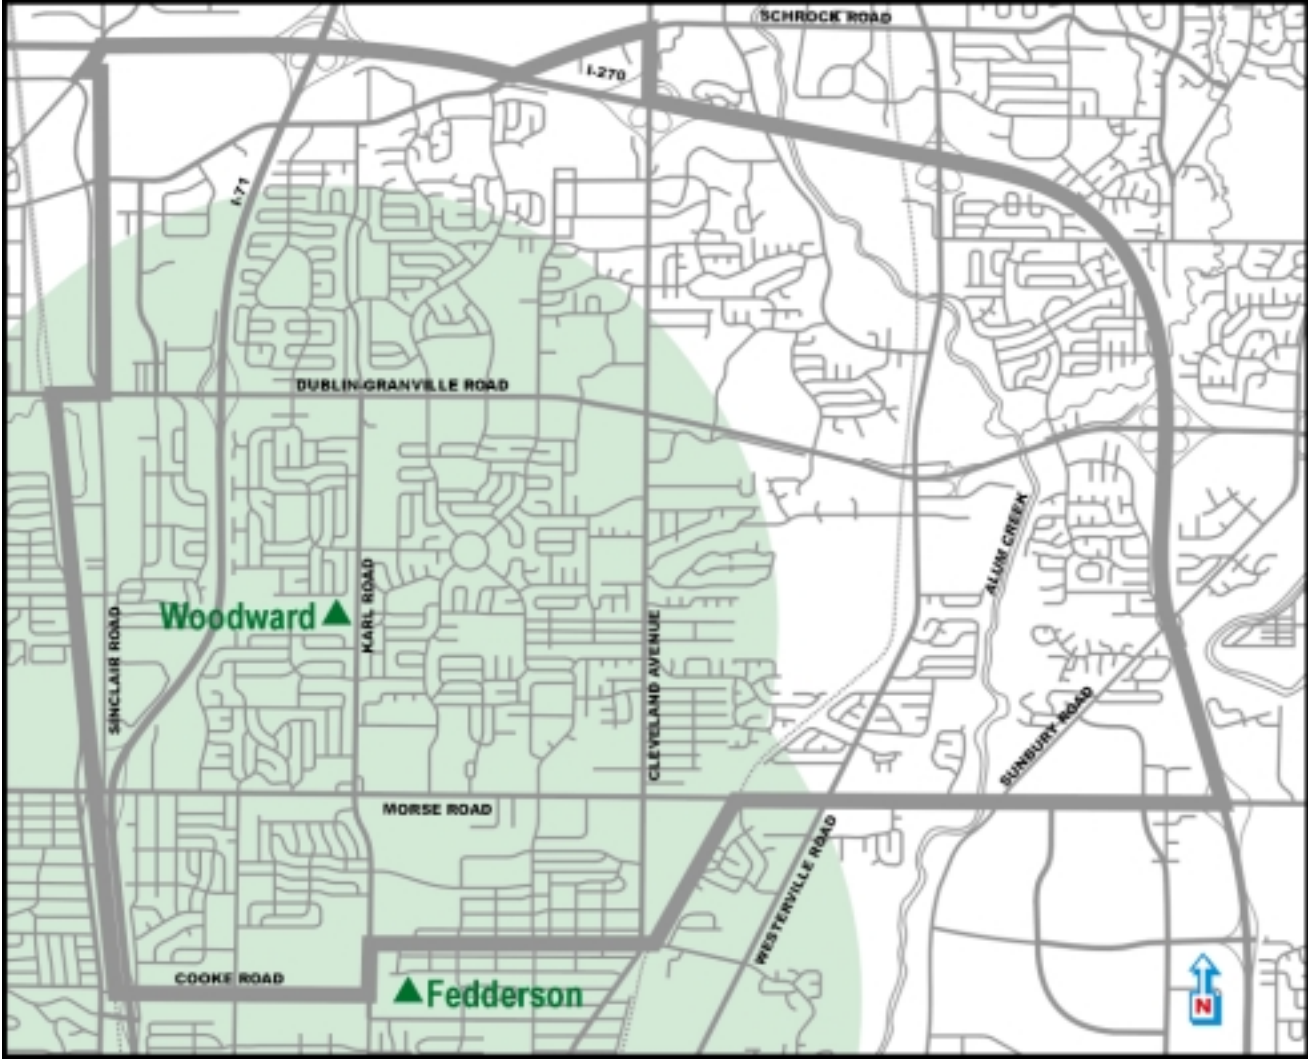 SCHROCK ROAD
I-270
I-71
DUBLIN-GRANVILLE ROAD
ALUM CREEK
KARL ROAD
Woodward
SINCLAIR ROAD
CLEVELAND AVENUE
SUNBURY ROAD
MORSE ROAD
WESTERVILLE ROAD
COOKE ROAD
Fedderson
N